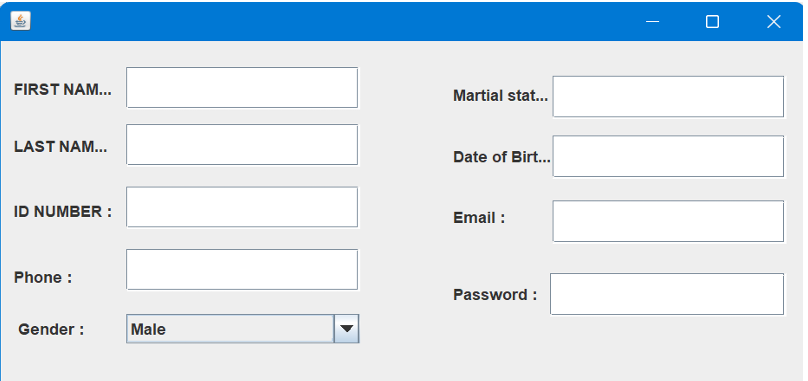 FIRST NAM...
LAST NAM...
ID NUMBER :
Phone :
Gender :
Male
Martial stat...
Date of Birt...
Email :
Password :